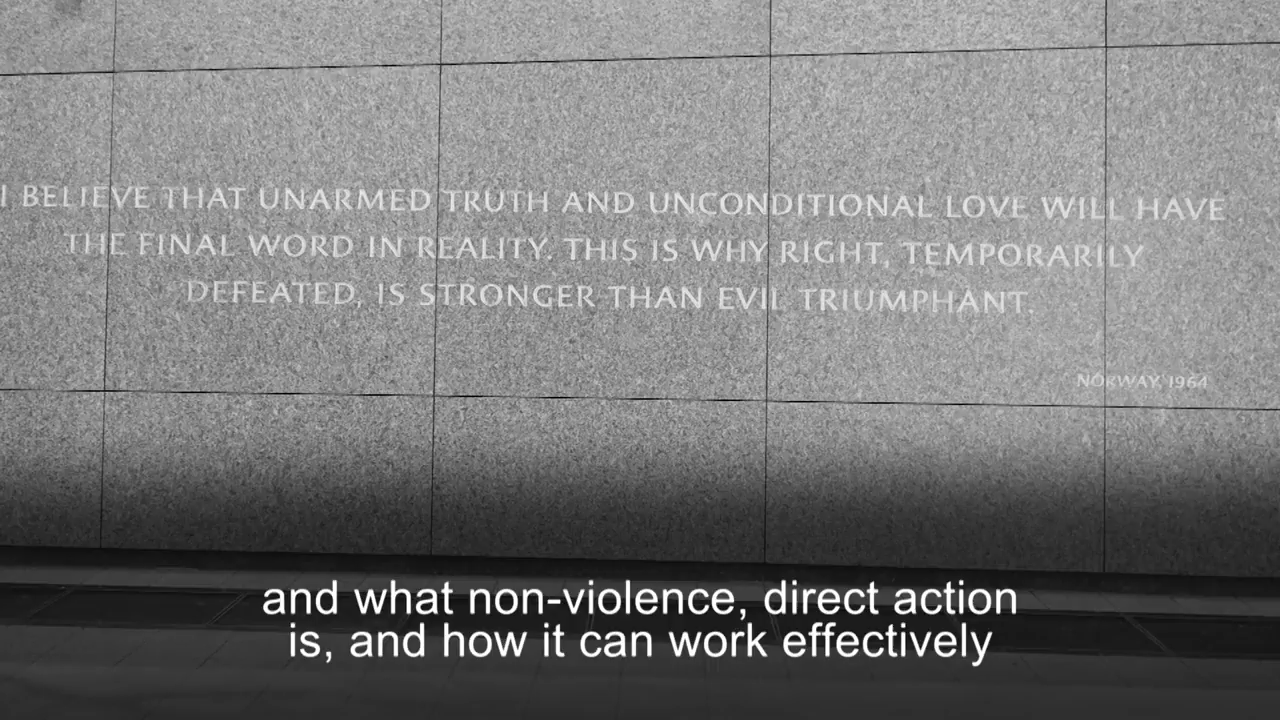 I BELIEVE THAT UNARMED TRUTH AND UNCONDITIONAL LOVE WILL HAVE
THE FINAL WORD IN REALITY. THIS IS WHY RIGHT, TEMPORARILY
DEFEATED, IS STRONGER THAN EVIL TRIUMPHANT.
NORWAY, 1964
and what non-violence, direct action
is, and how it can work effectively